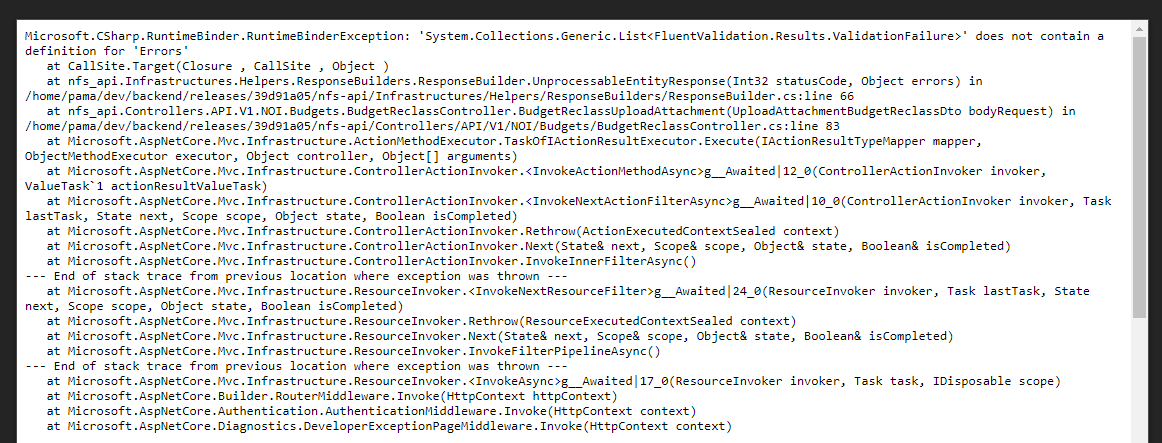 Microsoft.CSharp.RuntimeBinder.RuntimeBinderException: 'System.Collections.Generic.List<FluentValidation.Results.ValidationFailure>' does not contain a
definition for 'Errors'
   at CallSite.Target(Closure , CallSite , Object )
   at nfs_api.Infrastructures.Helpers.ResponseBuilders.ResponseBuilder.UnprocessableEntityResponse(Int32 statusCode, Object errors) in
/home/pama/dev/backend/releases/39d91a05/nfs-api/Infrastructures/Helpers/ResponseBuilders/ResponseBuilder.cs:line 66
   at nfs_api.Controllers.API.V1.NOI.Budgets.BudgetReclassController.BudgetReclassUploadAttachment(UploadAttachmentBudgetReclassDto bodyRequest) in
/home/pama/dev/backend/releases/39d91a05/nfs-api/Controllers/API/V1/NOI/Budgets/BudgetReclassController.cs:line 83
   at Microsoft.AspNetCore.Mvc.Infrastructure.ActionMethodExecutor.TaskOfIActionResultExecutor.Execute(IActionResultTypeMapper mapper,
ObjectMethodExecutor executor, Object controller, Object[] arguments)
   at Microsoft.AspNetCore.Mvc.Infrastructure.ControllerActionInvoker.<InvokeActionMethodAsync>g__Awaited|12_0(ControllerActionInvoker invoker,
ValueTask`1 actionResultValueTask)
   at Microsoft.AspNetCore.Mvc.Infrastructure.ControllerActionInvoker.<InvokeNextActionFilterAsync>g__Awaited|10_0(ControllerActionInvoker invoker, Task
lastTask, State next, Scope scope, Object state, Boolean isCompleted)
   at Microsoft.AspNetCore.Mvc.Infrastructure.ControllerActionInvoker.Rethrow(ActionExecutedContextSealed context)
   at Microsoft.AspNetCore.Mvc.Infrastructure.ControllerActionInvoker.Next(State& next, Scope& scope, Object& state, Boolean& isCompleted)
   at Microsoft.AspNetCore.Mvc.Infrastructure.ControllerActionInvoker.InvokeInnerFilterAsync()
--- End of stack trace from previous location where exception was thrown ---
   at Microsoft.AspNetCore.Mvc.Infrastructure.ResourceInvoker.<InvokeNextResourceFilter>g__Awaited|24_0(ResourceInvoker invoker, Task lastTask, State
next, Scope scope, Object state, Boolean isCompleted)
   at Microsoft.AspNetCore.Mvc.Infrastructure.ResourceInvoker.Rethrow(ResourceExecutedContextSealed context)
   at Microsoft.AspNetCore.Mvc.Infrastructure.ResourceInvoker.Next(State& next, Scope& scope, Object& state, Boolean& isCompleted)
   at Microsoft.AspNetCore.Mvc.Infrastructure.ResourceInvoker.InvokeFilterPipelineAsync()
--- End of stack trace from previous location where exception was thrown ---
   at Microsoft.AspNetCore.Mvc.Infrastructure.ResourceInvoker.<InvokeAsync>g__Awaited|17_0(ResourceInvoker invoker, Task task, IDisposable scope)
   at Microsoft.AspNetCore.Builder.RouterMiddleware.Invoke(HttpContext httpContext)
   at Microsoft.AspNetCore.Authentication.AuthenticationMiddleware.Invoke(HttpContext context)
   at Microsoft.AspNetCore.Diagnostics.DeveloperExceptionPageMiddleware.Invoke(HttpContext context)